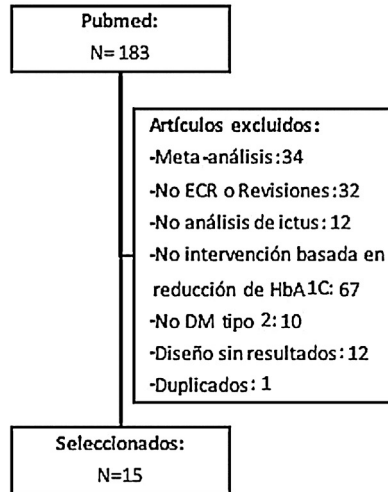 Pubmed:
N=183
Artículos excluidos:
-Meta-análisis:34
-No ECR o Revisiones:32
-No análisis de ictus:12
-No intervención basada en
reducción de HbA1C: 67
-No DM tipo 2:10
-Diseño sin resultados:12
-Duplicados: 1
Seleccionados:
N=15